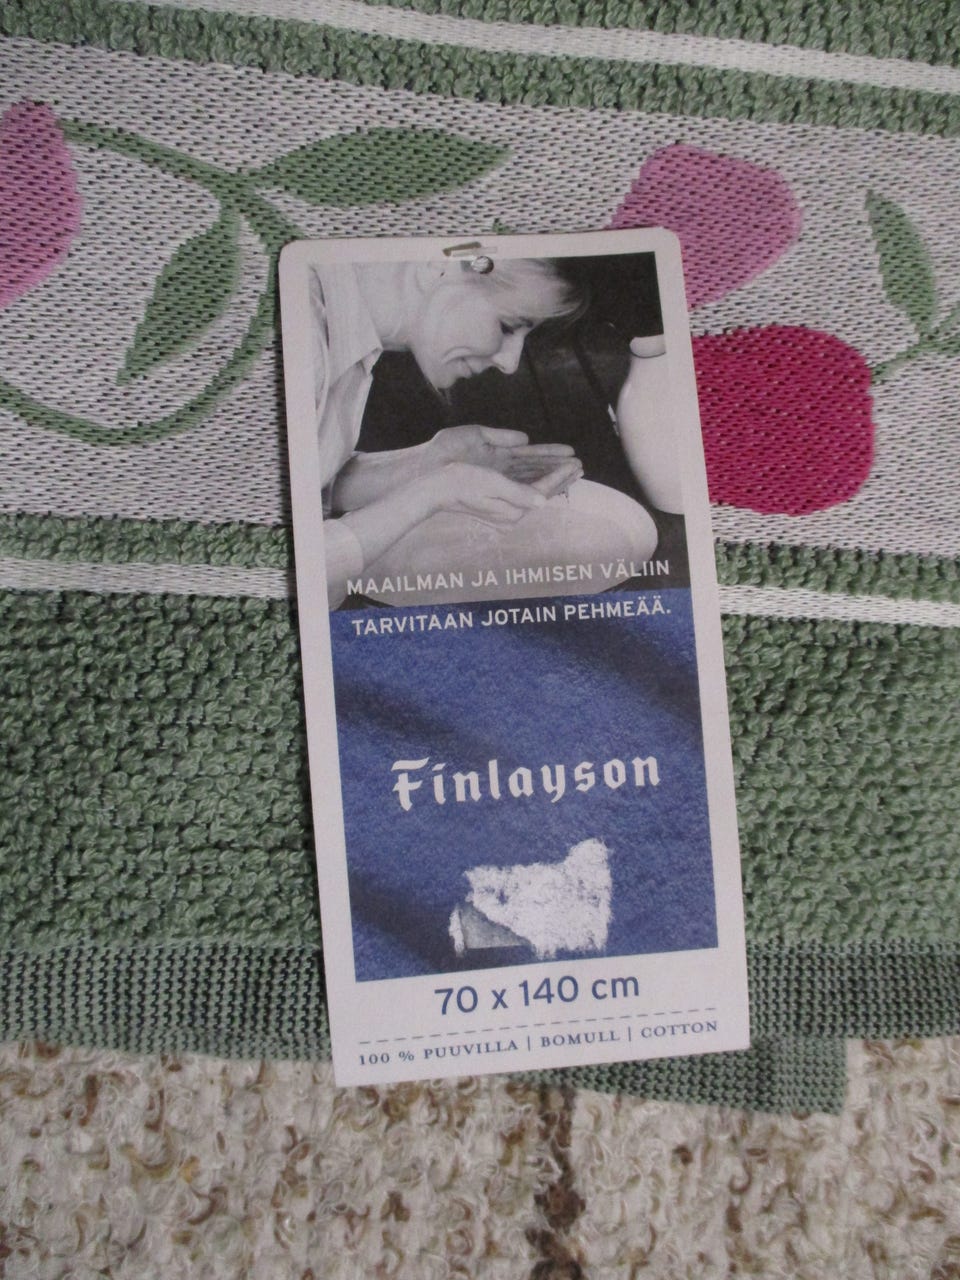 MAAILMAN JA IHMISEN VÄLIIN
TARVITAAN JOTAIN PEHMEÄÄ.
Finlayson
70 x 140 cm
100 % PUUVILLA | BOMULL | COTTON